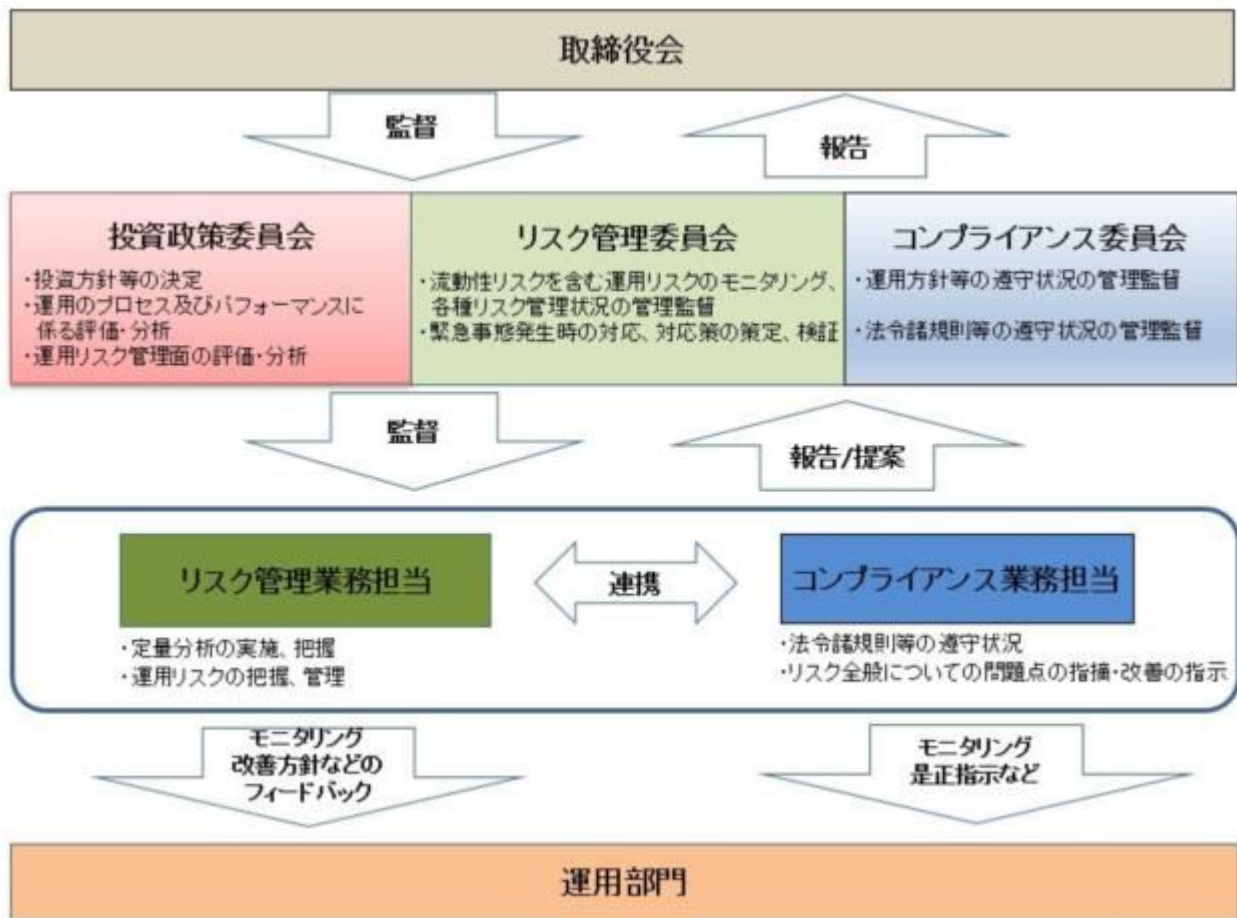 取締役会
監督
報告
投資政策委員会
・投資方針等の決定
・運用のプロセス及びパフォーマンスに
係る評価・分析
・運用リスク管理面の評価・分析
リスク管理委員会
・流動性リスクを含む運用リスクのモニタリング、
各種リスク管理状況の管理監督
・緊急事態発生時の対応、対応策の策定、検証
コンプライアンス委員会
・運用方針等の遵守状況の管理監督
・法令諸規則等の遵守状況の管理監督
監督
報告/提案
リスク管理業務担当
・定量分析の実施、把握
・運用リスクの把握、管理
連携
コンプライアンス業務担当
・法令諸規則等の遵守状況
・リスク全般についての問題点の指摘・改善の指示
モニタリング
改善方針などの
フィードバック
モニタリング
是正指示など
運用部門